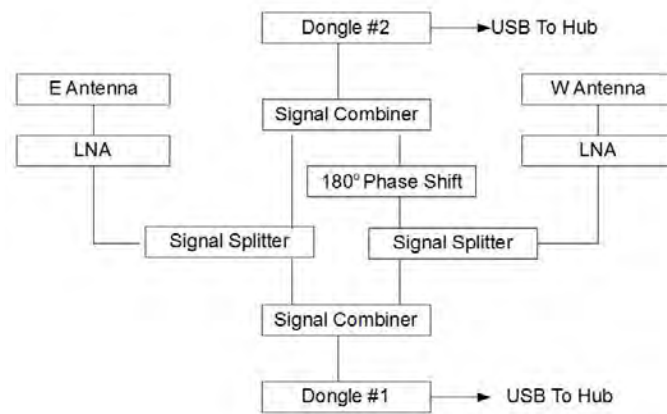 Dongle #2
USB To Hub
E Antenna
W Antenna
Signal Combiner
LNA
LNA
180º Phase Shift
Signal Splitter
Signal Splitter
Signal Combiner
Dongle #1
USB To Hub